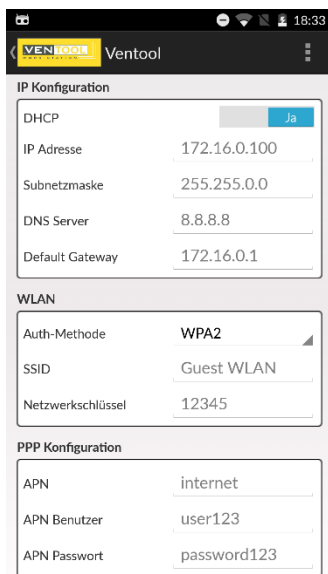 18:33
VENTOOL Ventool
IP Konfiguration
DHCP Ja
IP Adresse 172.16.0.100
Subnetzmaske 255.255.0.0
DNS Server 8.8.8.8
Default Gateway 172.16.0.1
WLAN
Auth-Methode WPA2
SSID Guest WLAN
Netzwerkschlüssel 12345
PPP Konfiguration
APN internet
APN Benutzer user123
APN Passwort password123